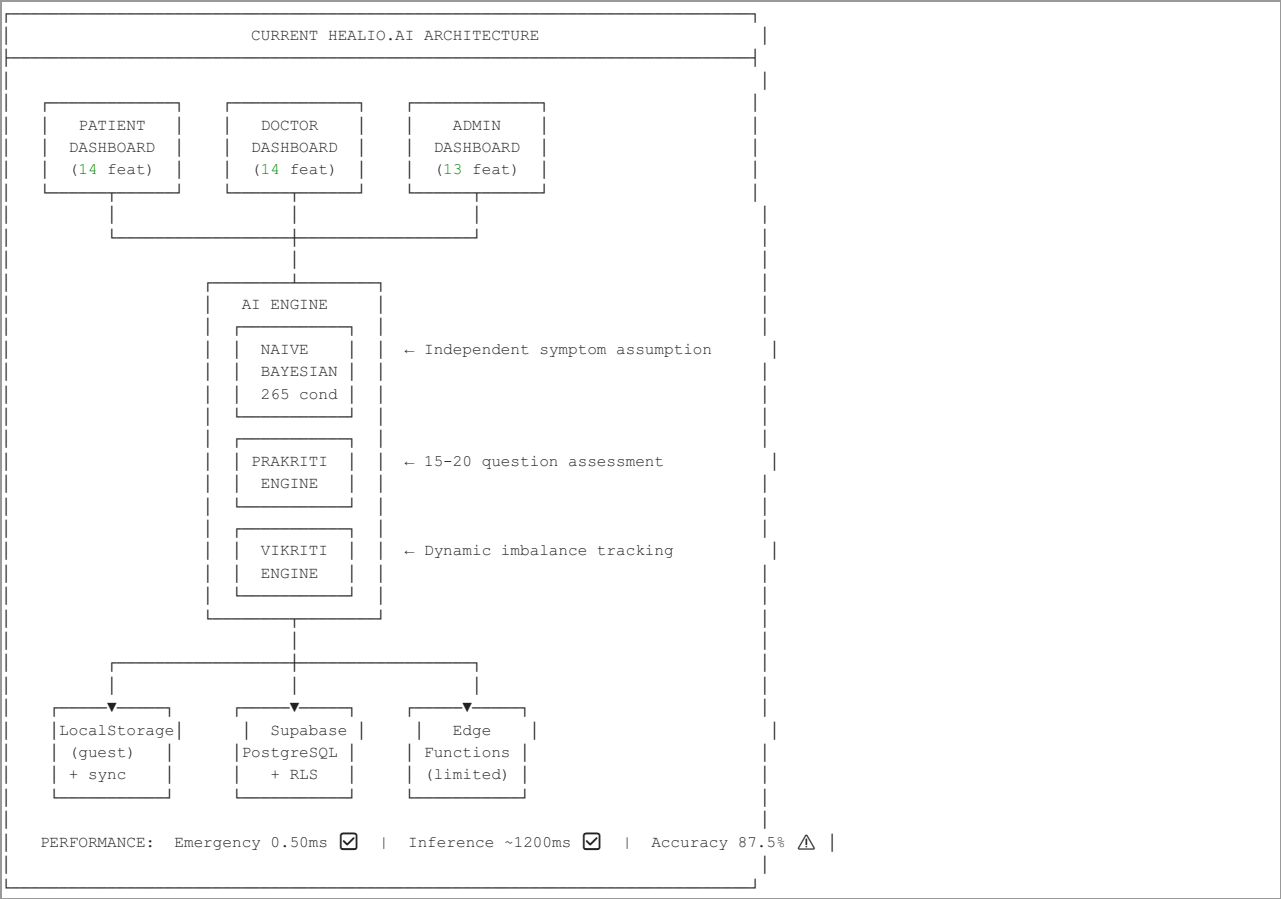 CURRENT HEALIO.AI ARCHITECTURE
PATIENT DOCTOR ADMIN
DASHBOARD DASHBOARD DASHBOARD
(14 feat) (14 feat) (13 feat)
AI ENGINE
NAIVE ← Independent symptom assumption
BAYESIAN
265 cond
PRAKRITI ← 15-20 question assessment
ENGINE
VIKRITI ← Dynamic imbalance tracking
ENGINE
LocalStorage Supabase Edge
(guest) PostgreSQL Functions
+ sync + RLS (limited)
PERFORMANCE: Emergency 0.50ms ☑ | Inference ~1200ms ☑ | Accuracy 87.5% ⚠